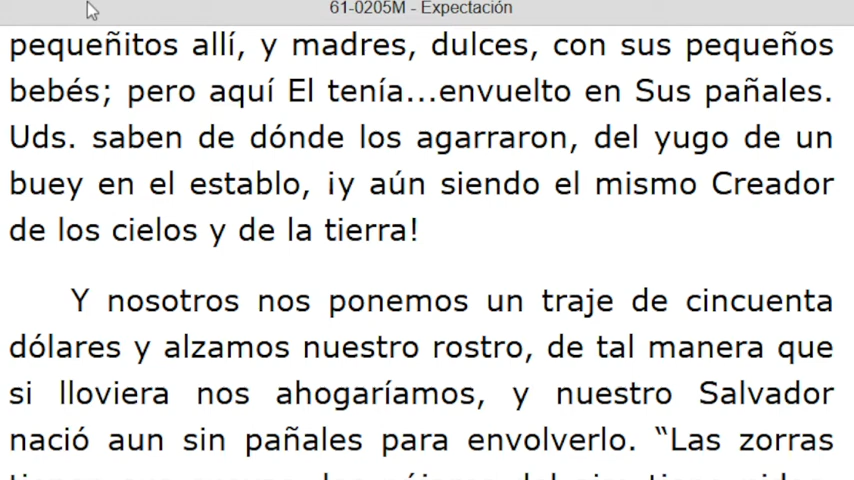 61-0205M - Expectación
pequeñitos allí, y madres, dulces, con sus pequeños
bebés; pero aquí El tenía...envuelto en Sus pañales.
Uds. saben de dónde los agarraron, del yugo de un
buey en el establo, ¡y aún siendo el mismo Creador
de los cielos y de la tierra!
Y nosotros nos ponemos un traje de cincuenta
dólares y alzamos nuestro rostro, de tal manera que
si lloviera nos ahogaríamos, y nuestro Salvador
nació aun sin pañales para envolverlo. “Las zorras